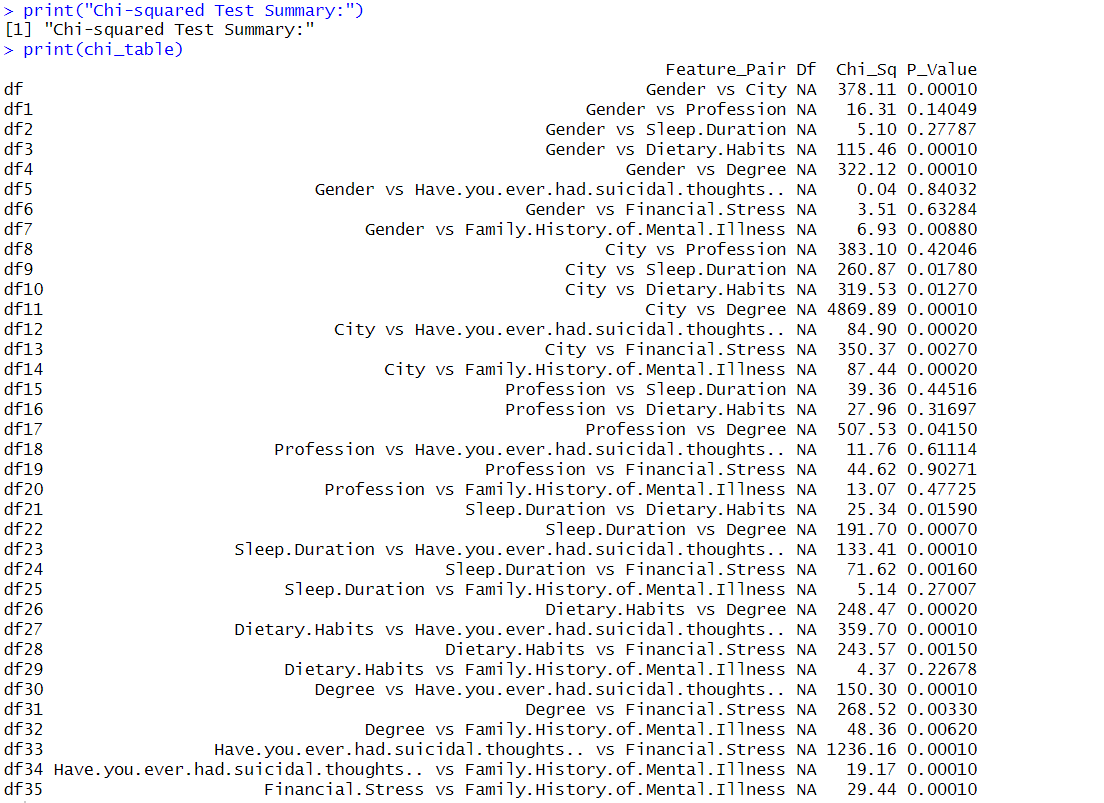 > print("Chi-squared Test Summary:")
[1] "Chi-squared Test Summary:"
> print(chi_table)
Feature_Pair Df Chi_Sq P_Value
df Gender vs City NA 378.11 0.00010
df1 Gender vs Profession NA 16.31 0.14049
df2 Gender vs Sleep.Duration NA 5.10 0.27787
df3 Gender vs Dietary.Habits NA 115.46 0.00010
df4 Gender vs Degree NA 322.12 0.00010
df5 Gender vs Have.you.ever.had.suicidal.thoughts.. NA 0.04 0.84032
df6 Gender vs Financial.Stress NA 3.51 0.63284
df7 Gender vs Family.History.of.Mental.Illness NA 6.93 0.00880
df8 City vs Profession NA 383.10 0.42046
df9 City vs Sleep.Duration NA 260.87 0.01780
df10 City vs Dietary.Habits NA 319.53 0.01270
df11 City vs Degree NA 4869.89 0.00010
df12 City vs Have.you.ever.had.suicidal.thoughts.. NA 84.90 0.00020
df13 City vs Financial.Stress NA 350.37 0.00270
df14 City vs Family.History.of.Mental.Illness NA 87.44 0.00020
df15 Profession vs Sleep.Duration NA 39.36 0.44516
df16 Profession vs Dietary.Habits NA 27.96 0.31697
df17 Profession vs Degree NA 507.53 0.04150
df18 Profession vs Have.you.ever.had.suicidal.thoughts.. NA 11.76 0.61114
df19 Profession vs Financial.Stress NA 44.62 0.90271
df20 Profession vs Family.History.of.Mental.Illness NA 13.07 0.47725
df21 Sleep.Duration vs Dietary.Habits NA 25.34 0.01590
df22 Sleep.Duration vs Degree NA 191.70 0.00070
df23 Sleep.Duration vs Have.you.ever.had.suicidal.thoughts.. NA 133.41 0.00010
df24 Sleep.Duration vs Financial.Stress NA 71.62 0.00160
df25 Sleep.Duration vs Family.History.of.Mental.Illness NA 5.14 0.27007
df26 Dietary.Habits vs Degree NA 248.47 0.00020
df27 Dietary.Habits vs Have.you.ever.had.suicidal.thoughts.. NA 359.70 0.00010
df28 Dietary.Habits vs Financial.Stress NA 243.57 0.00150
df29 Dietary.Habits vs Family.History.of.Mental.Illness NA 4.37 0.22678
df30 Degree vs Have.you.ever.had.suicidal.thoughts.. NA 150.30 0.00010
df31 Degree vs Financial.Stress NA 268.52 0.00330
df32 Degree vs Family.History.of.Mental.Illness NA 48.36 0.00620
df33 Have.you.ever.had.suicidal.thoughts.. vs Financial.Stress NA 1236.16 0.00010
df34 Have.you.ever.had.suicidal.thoughts.. vs Family.History.of.Mental.Illness NA 19.17 0.00010
df35 Financial.Stress vs Family.History.of.Mental.Illness NA 29.44 0.00010